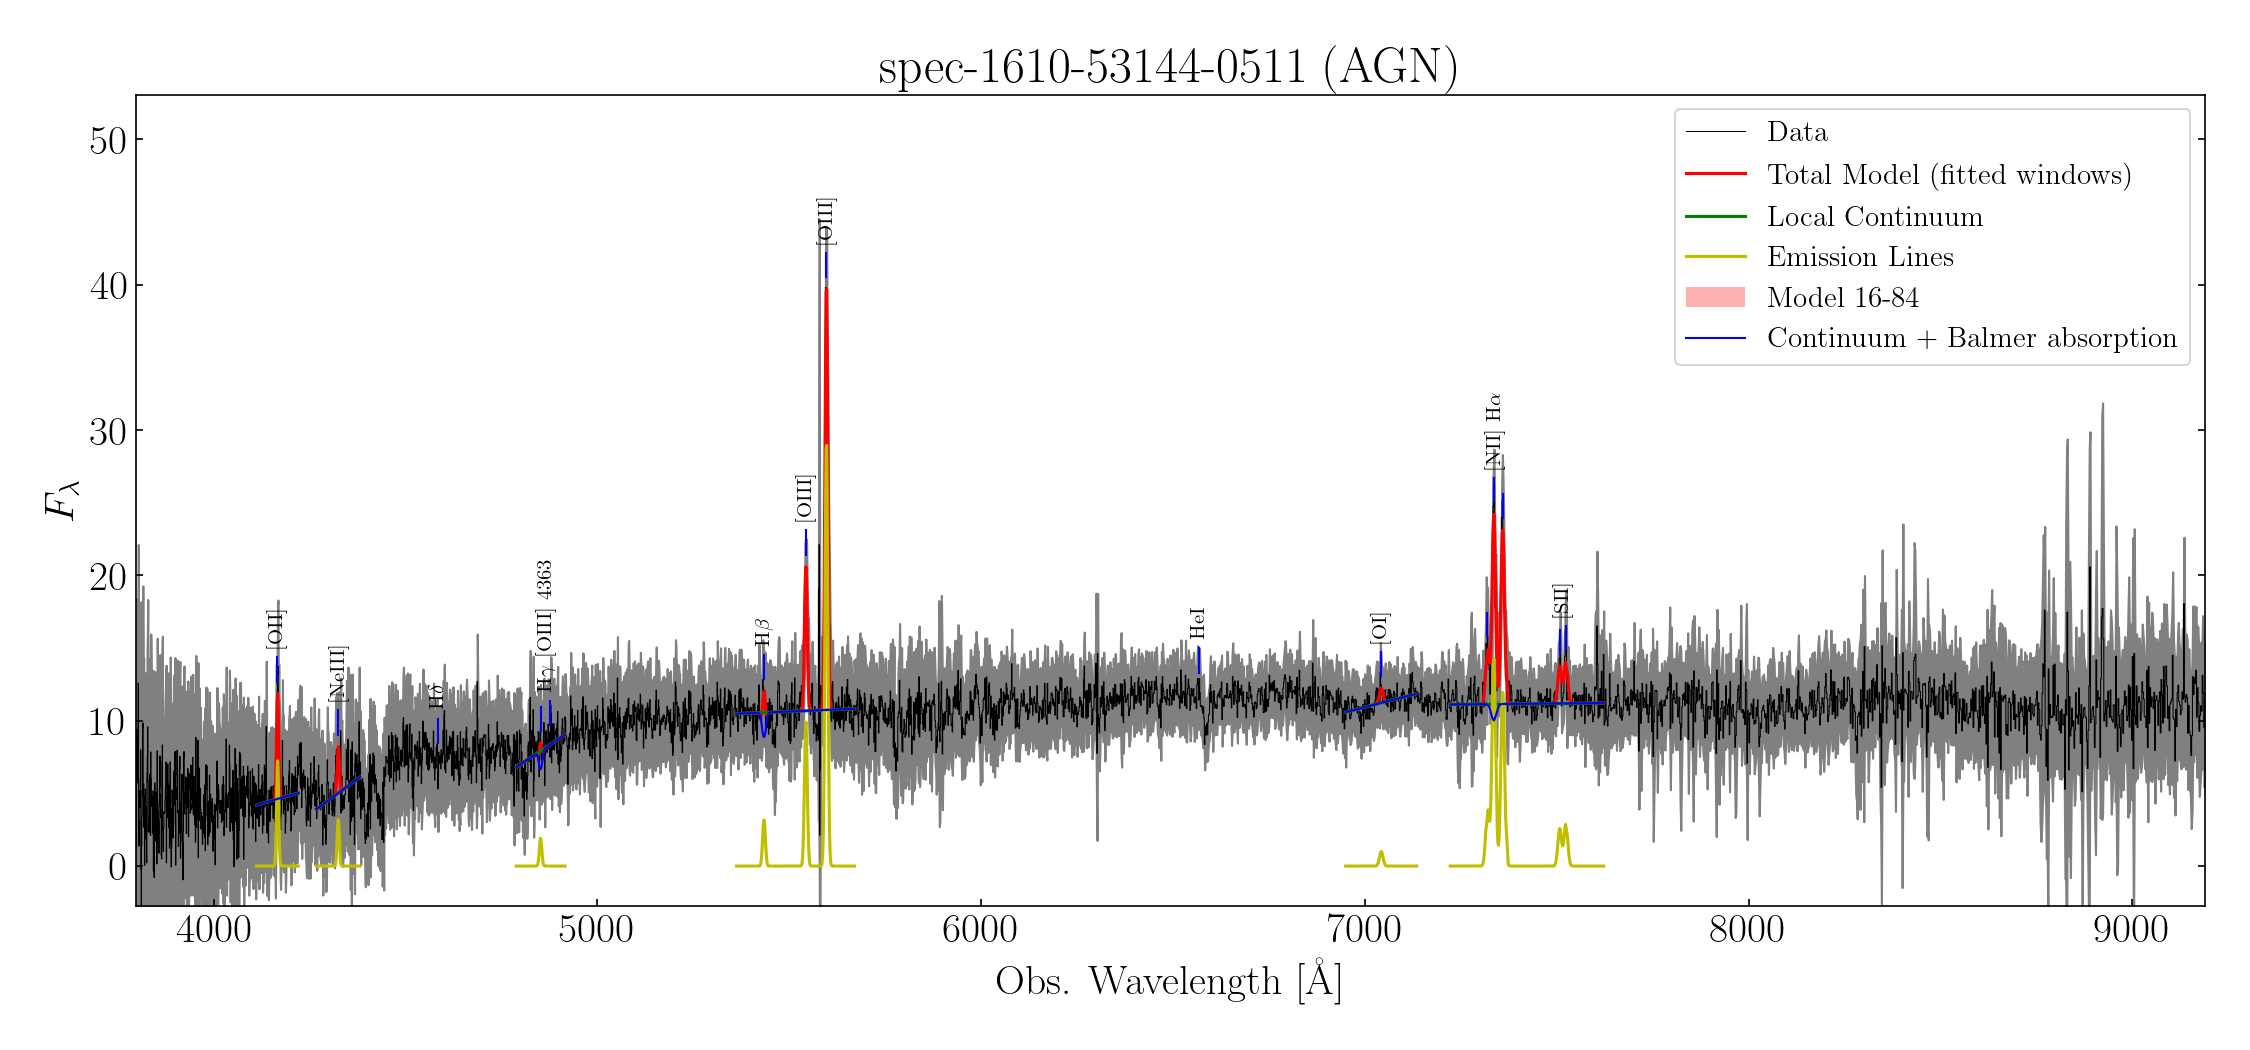 spec-1610-53144-0511 (AGN)
Data
Total Model (fitted windows)
Local Continuum
Emission Lines
Model 16-84
Continuum + Balmer absorption
50
40
30
20
10
0
F_λ
[OII]
[NeIII]
Hδ
Hγ [OIII] 4363
Hβ
[OIII]
[OIII]
HeI
[OI]
[NII] Hα
[SII]
4000
5000
6000
7000
8000
9000
Obs. Wavelength [Å]